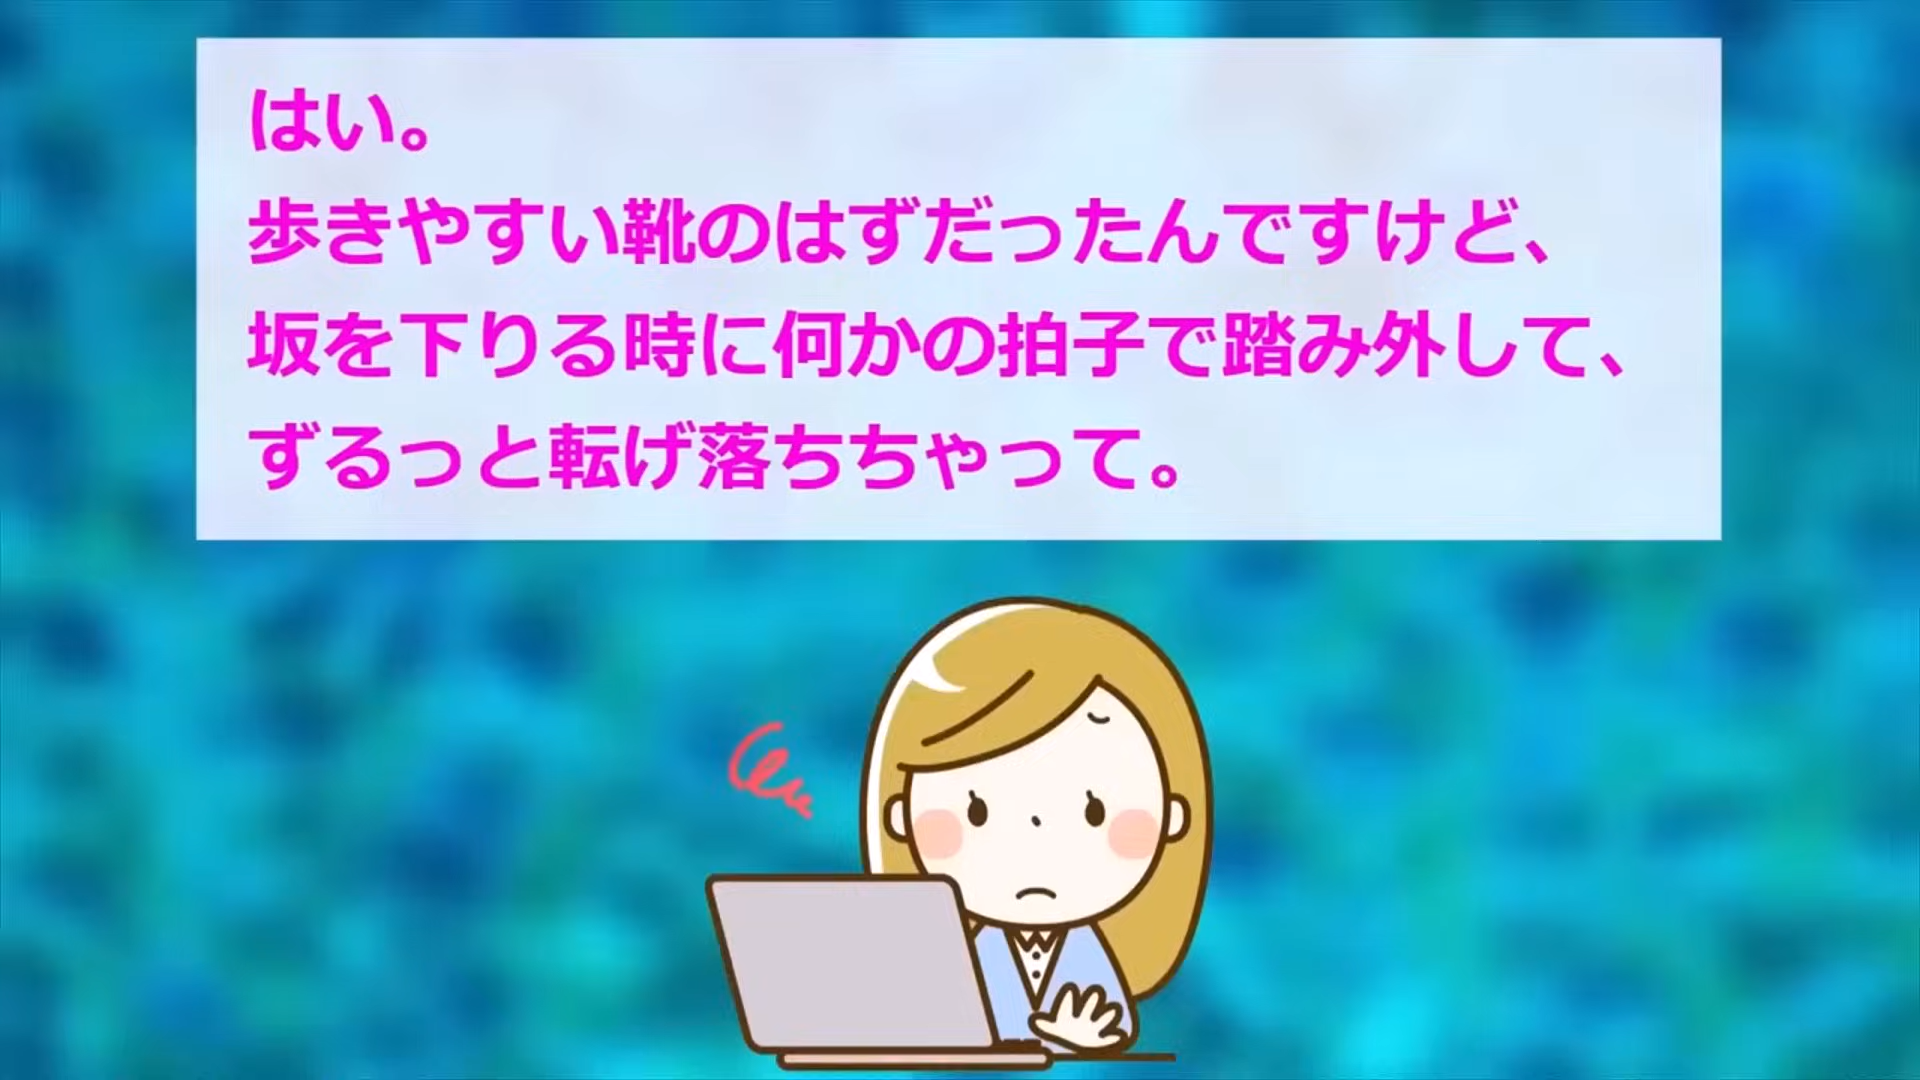 はい。
歩きやすい靴のはずだったんですけど、
坂を下りる時に何かの拍子で踏み外して、
ずるっと転げ落ちちゃって。